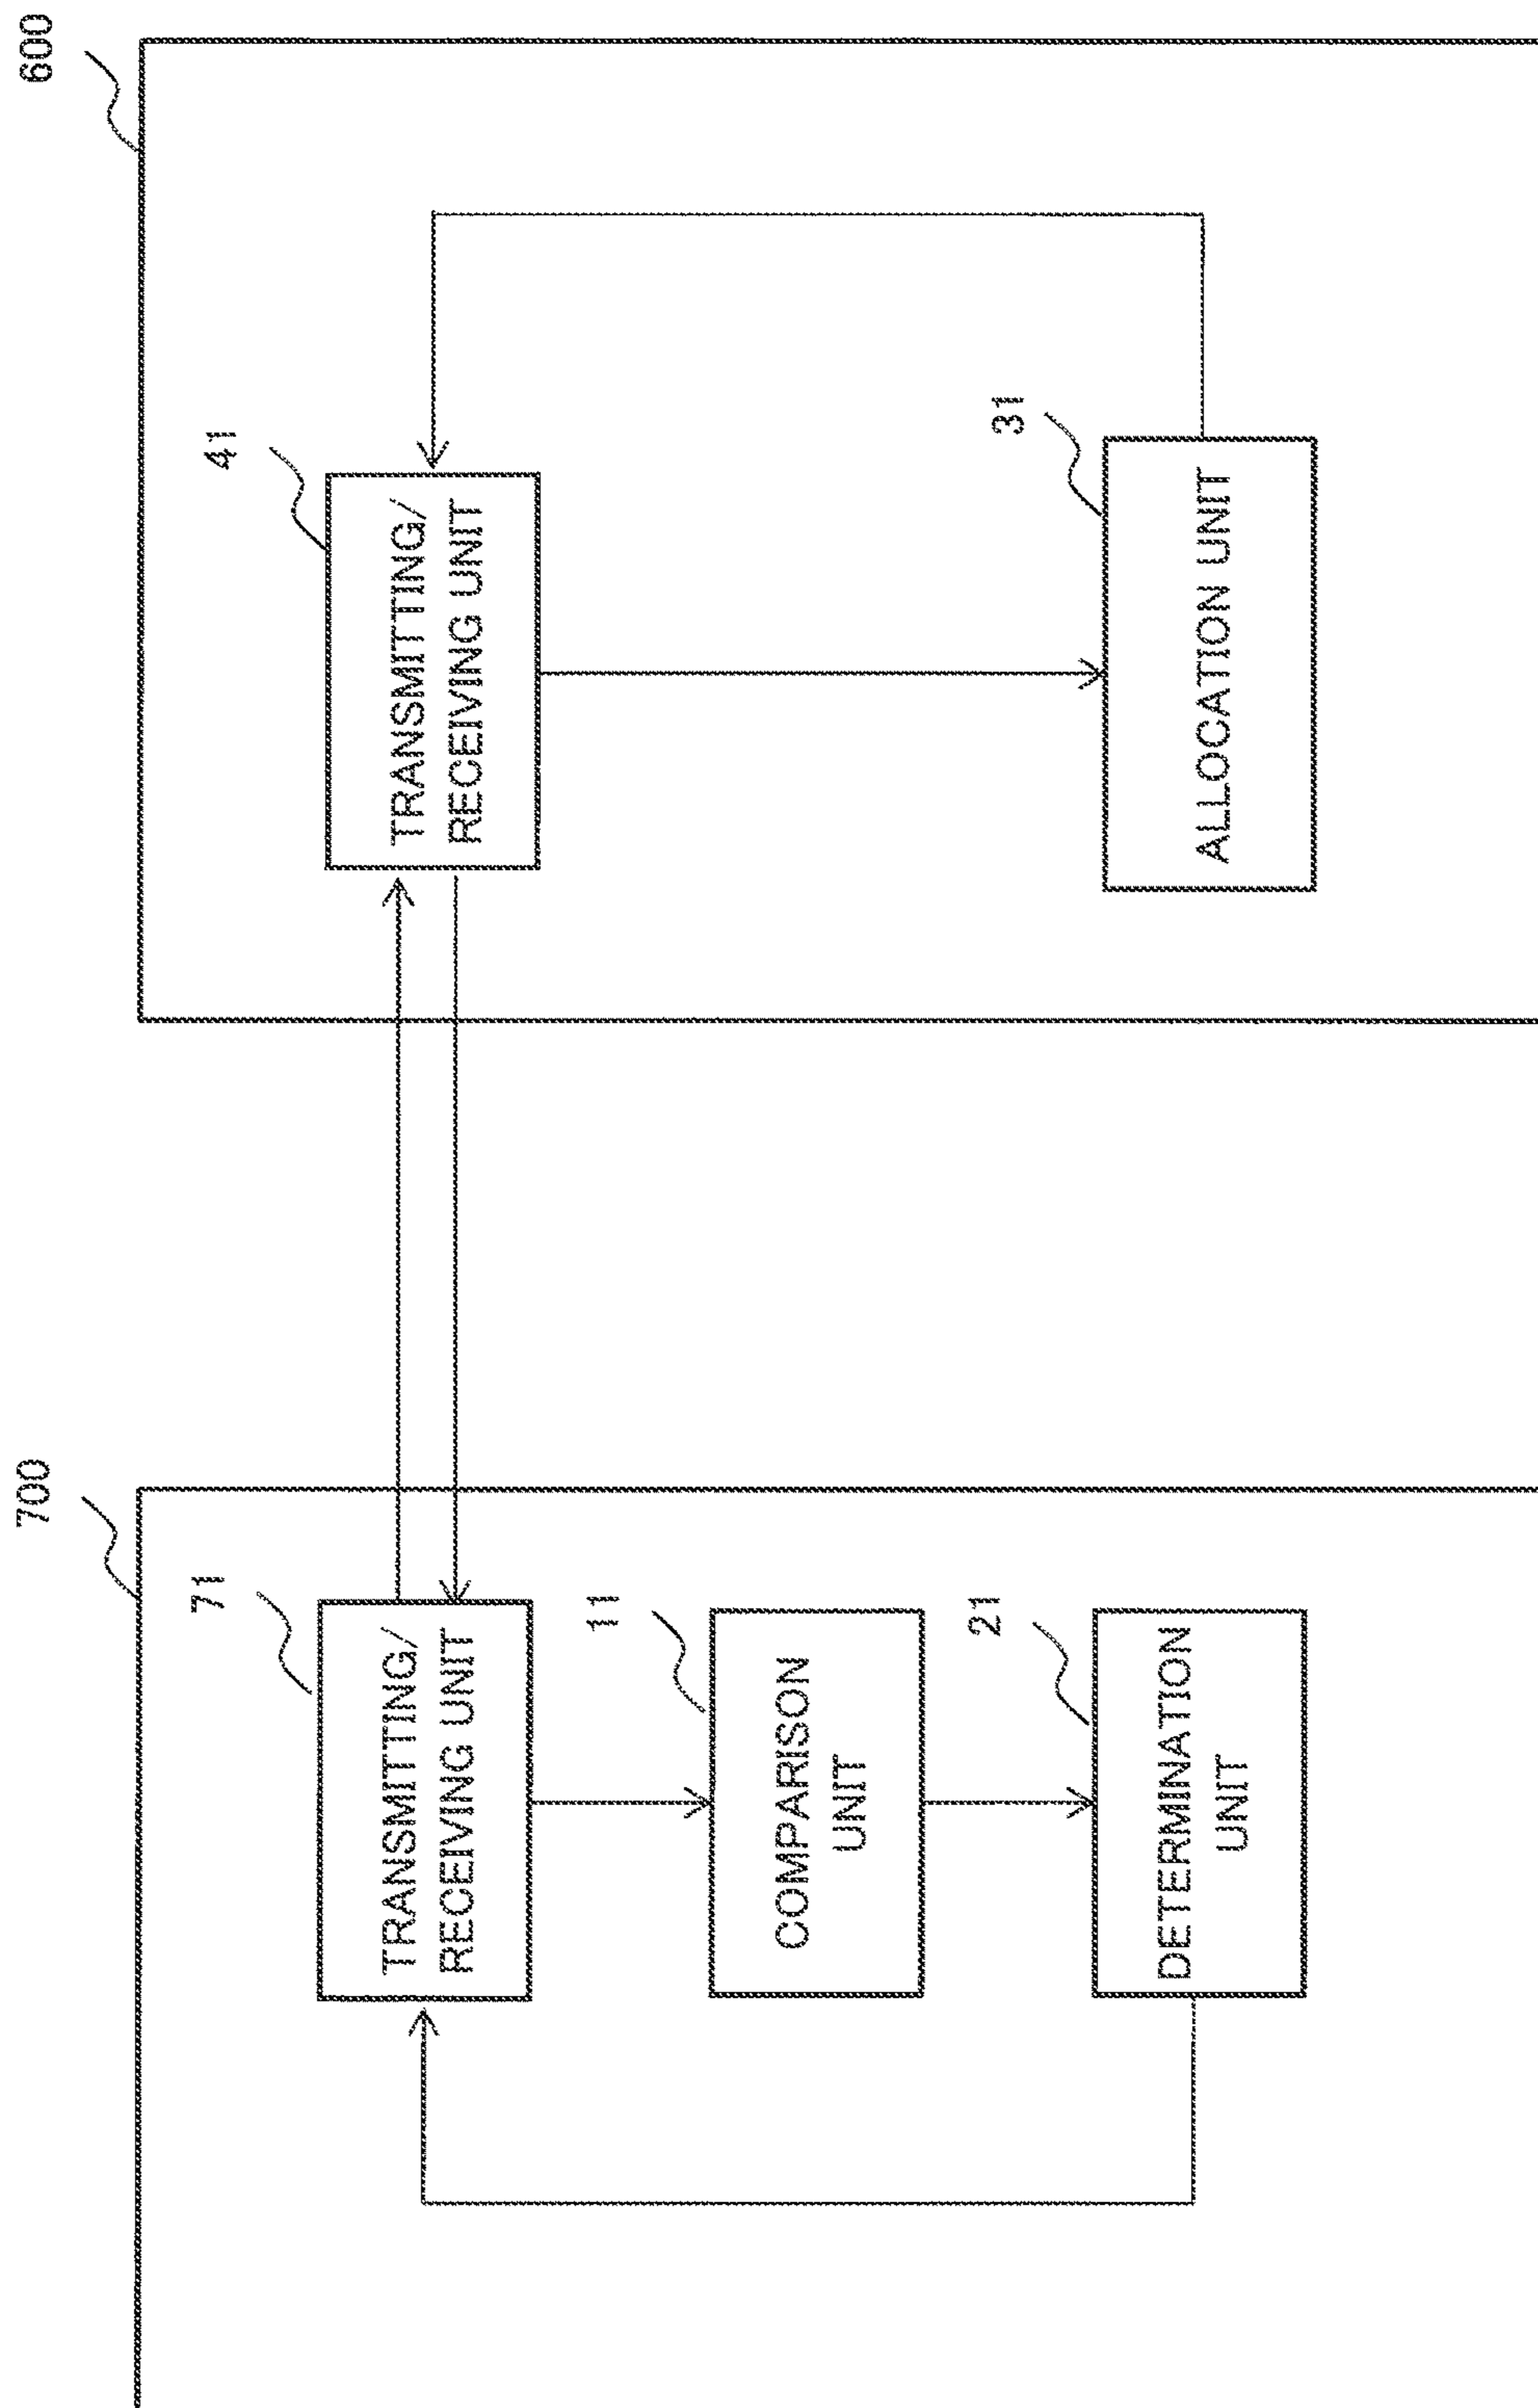 700
600
71
TRANSMITTING/
RECEIVING UNIT
41
TRANSMITTING/
RECEIVING UNIT
11
COMPARISON
UNIT
21
DETERMINATION
UNIT
31
ALLOCATION UNIT